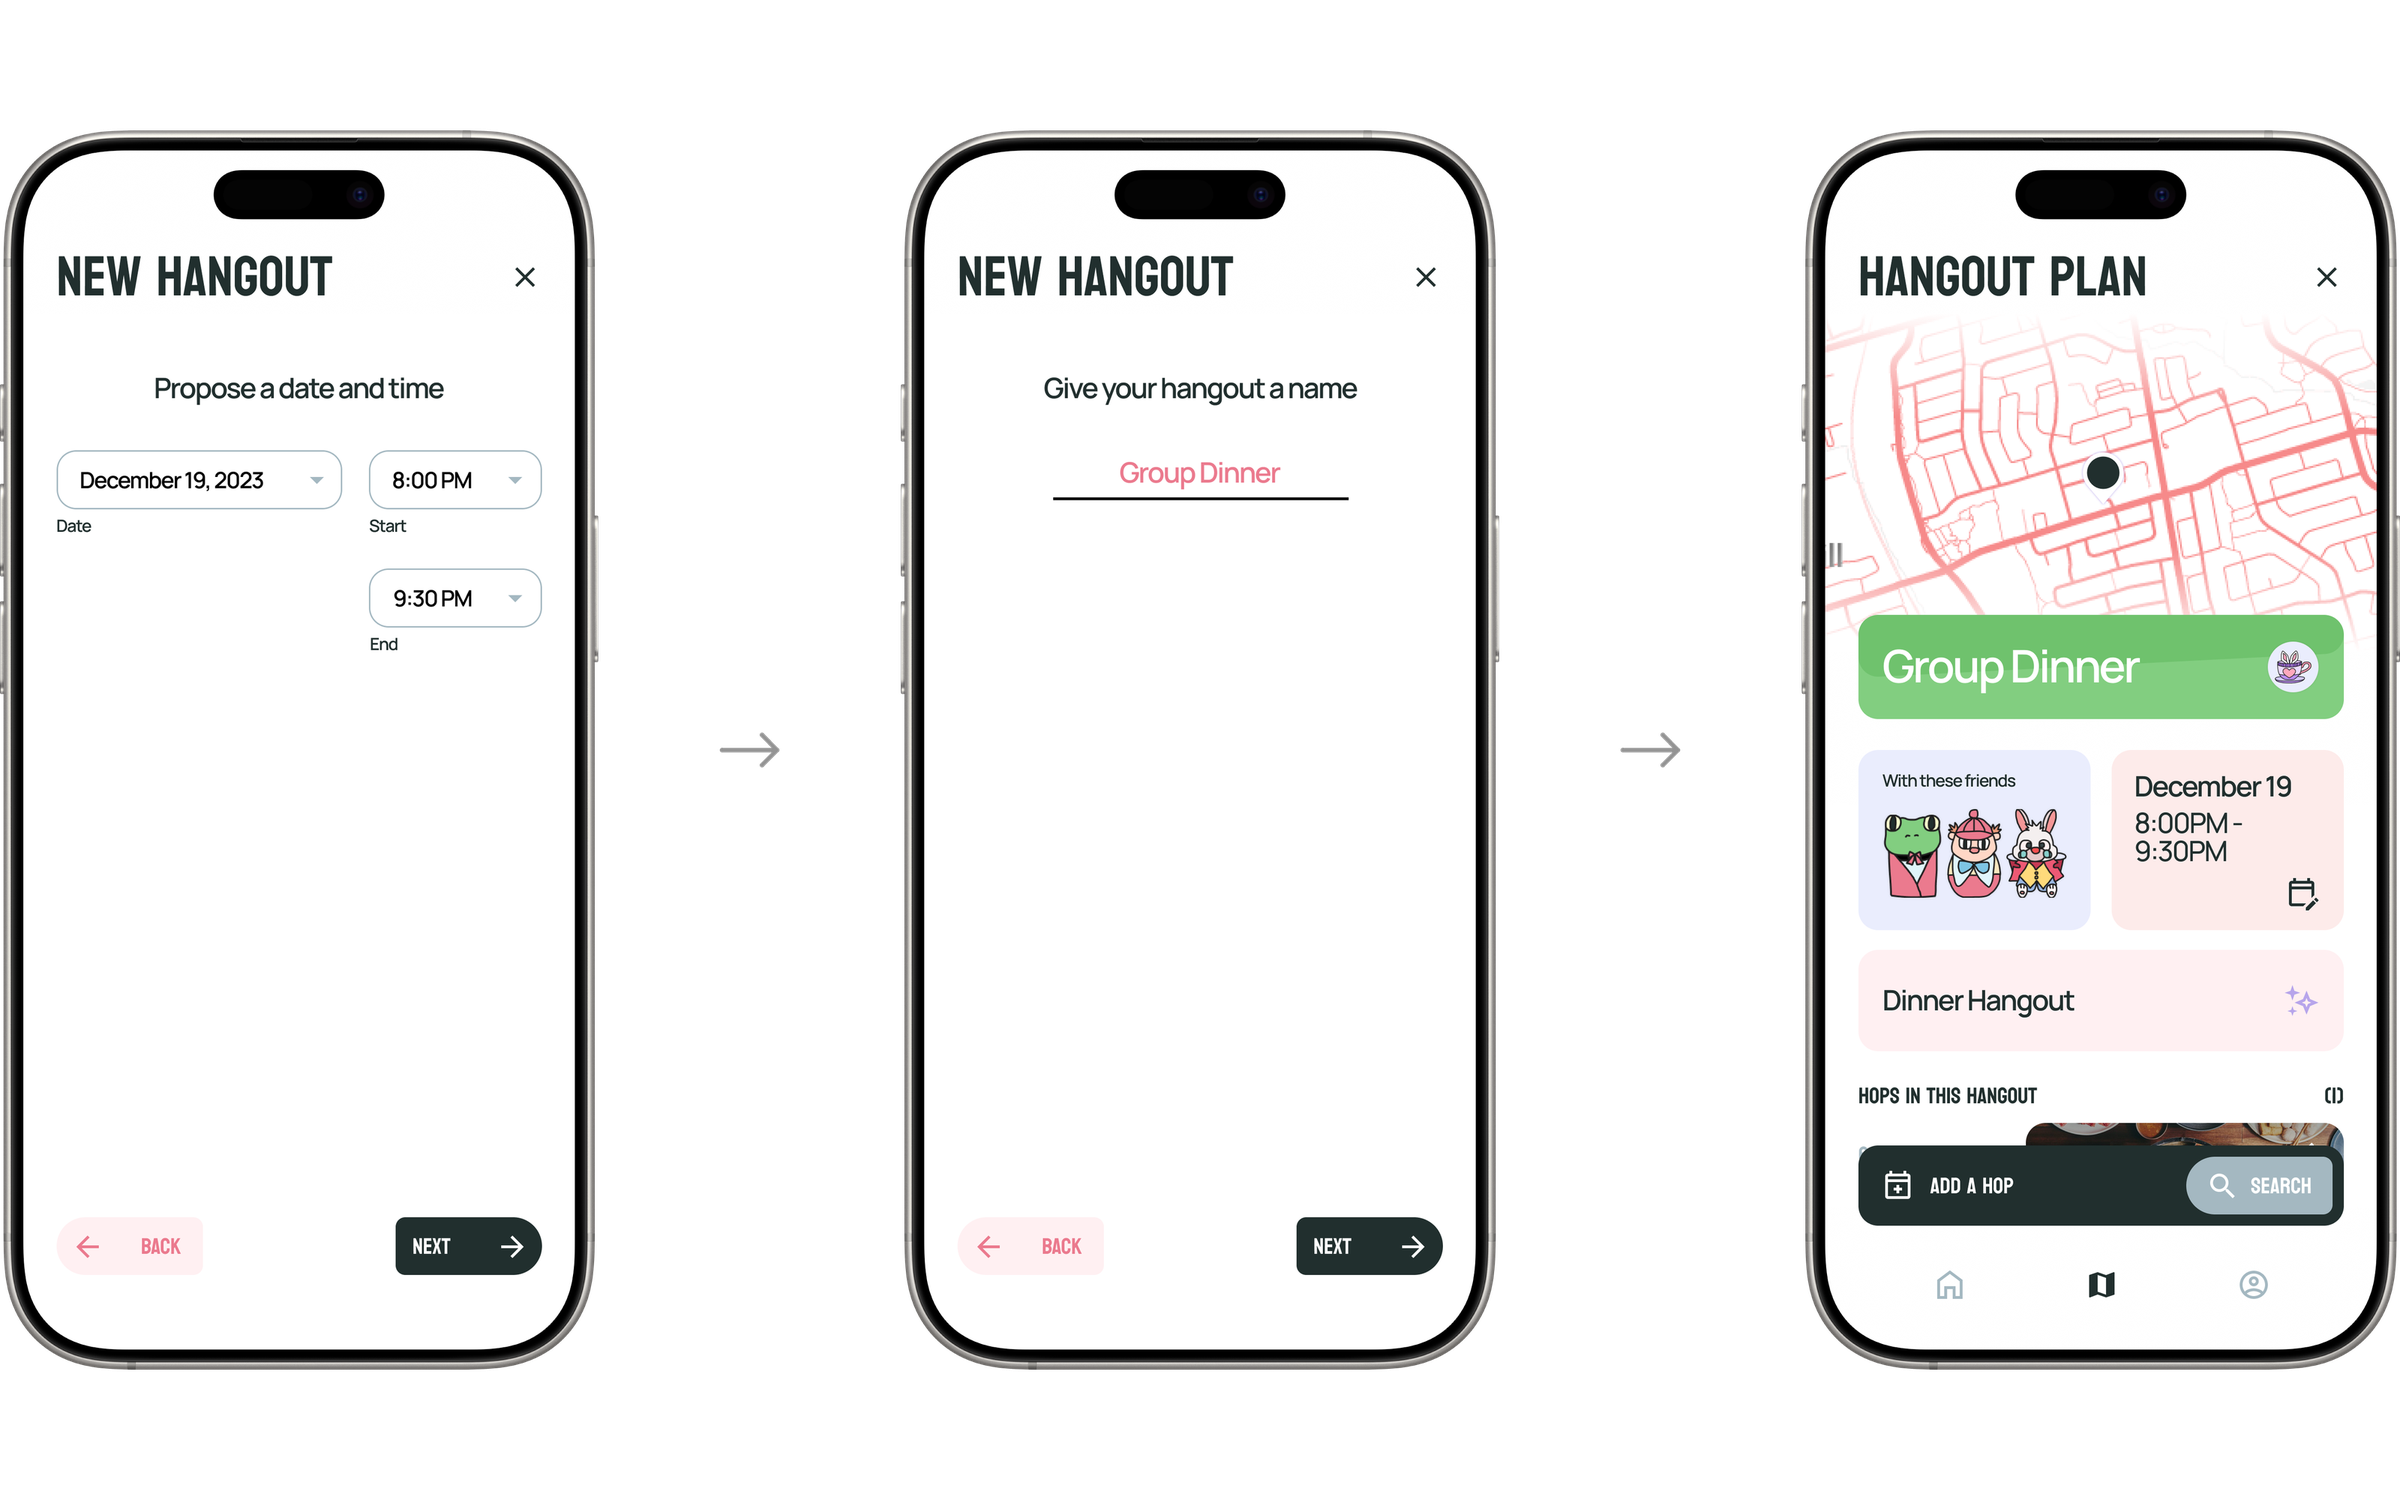 NEW HANGOUT
Propose a date and time
December 19, 2023
8:00 PM
Date
Start
9:30 PM
End
BACK
NEXT
NEW HANGOUT
Give your hangout a name
Group Dinner
BACK
NEXT
HANGOUT PLAN
Group Dinner
With these friends
December 19
8:00PM -
9:30PM
Dinner Hangout
HOPS IN THIS HANGOUT
(1)
ADD A HOP
SEARCH